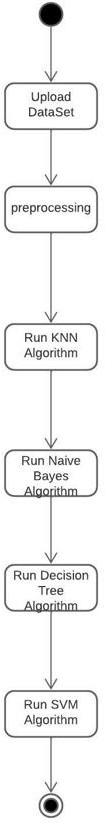 Upload
DataSet
preprocessing
Run KNN
Algorithm
Run Naive
Bayes
Algorithm
Run Decision
Tree
Algorithm
Run SVM
Algorithm